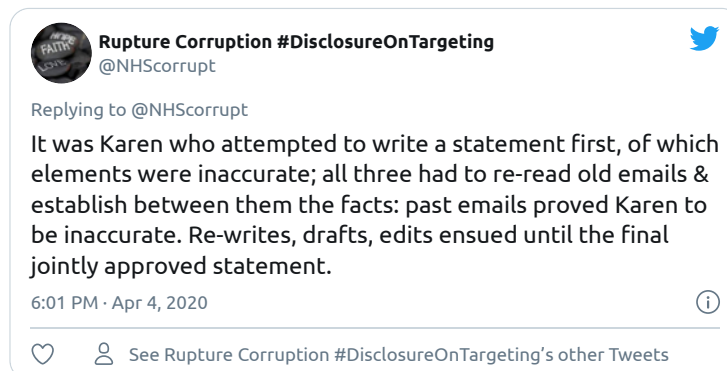 Rupture Corruption #DisclosureOnTargeting
@NHScorrupt
Replying to @NHScorrupt
It was Karen who attempted to write a statement first, of which
elements were inaccurate; all three had to re-read old emails &
establish between them the facts: past emails proved Karen to
be inaccurate. Re-writes, drafts, edits ensued until the final
jointly approved statement.
6:01 PM · Apr 4, 2020
See Rupture Corruption #DisclosureOnTargeting’s other Tweets